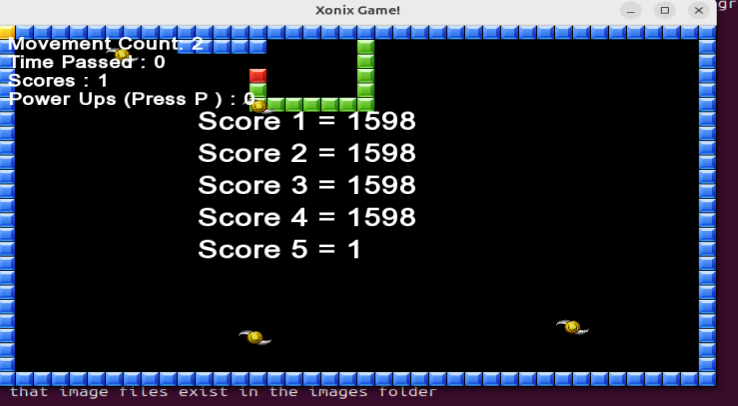 Xonix Game!
gr
Movement Count: 2
Time Passed : 0
Scores : 1
Power Ups (Press P ) : 0
Score 1 = 1598
Score 2 = 1598
Score 3 = 1598
Score 4 = 1598
Score 5 = 1
that image files exist in the images folder